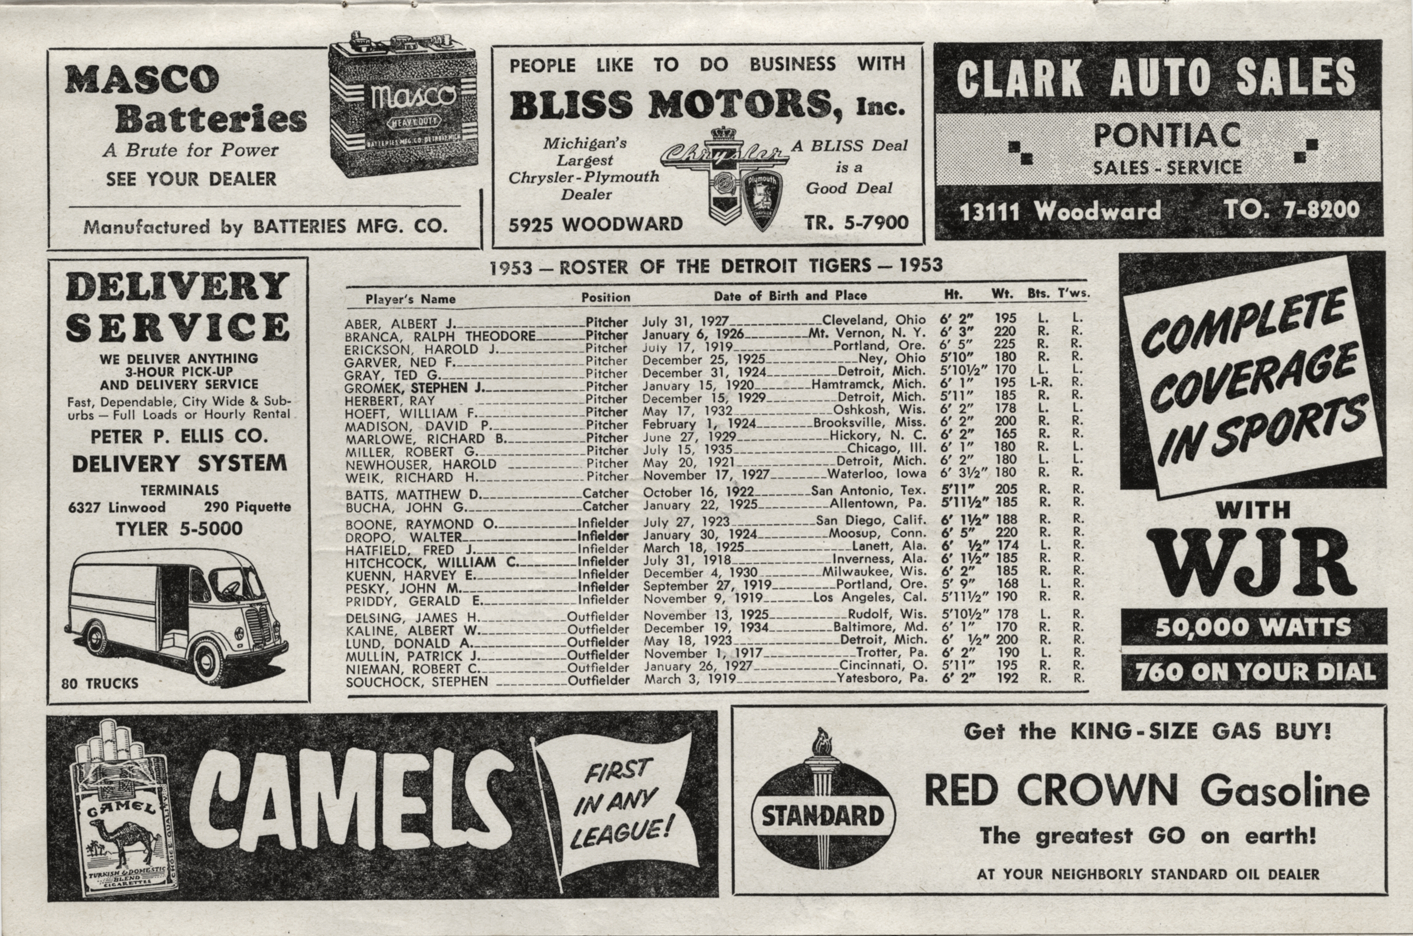 MASCO
Batteries
A Brute for Power
SEE YOUR DEALER
Manufactured by BATTERIES MFG. CO.
masco
HEAVY DUTY
BATTERIES MFG. CO. DETROIT MICH
PEOPLE LIKE TO DO BUSINESS WITH
BLISS MOTORS, Inc.
Michigan's
Largest
Chrysler-Plymouth
Dealer
Chrysler
Plymouth
A BLISS Deal
is a
Good Deal
5925 WOODWARD TR. 5-7900
CLARK AUTO SALES
PONTIAC
SALES - SERVICE
13111 Woodward TO. 7-8200
DELIVERY
SERVICE
WE DELIVER ANYTHING
3-HOUR PICK-UP
AND DELIVERY SERVICE
Fast, Dependable, City Wide & Sub-
urbs — Full Loads or Hourly Rental
PETER P. ELLIS CO.
DELIVERY SYSTEM
TERMINALS
6327 Linwood 290 Piquette
TYLER 5-5000
80 TRUCKS
1953 — ROSTER OF THE DETROIT TIGERS — 1953
Player's Name Position Date of Birth and Place Ht. Wt. Bts. T'ws.
ABER, ALBERT J. Pitcher July 31, 1927 Cleveland, Ohio 6' 2" 195 L. L.
BRANCA, RALPH THEODORE Pitcher January 6, 1926 Mt. Vernon, N. Y. 6' 3" 220 R. R.
ERICKSON, HAROLD J. Pitcher July 17, 1919 Portland, Ore. 6' 5" 225 R. R.
GARVER, NED F. Pitcher December 25, 1925 Ney, Ohio 5'10" 180 R. R.
GRAY, TED G. Pitcher December 31, 1924 Detroit, Mich. 5'10½" 170 L. L.
GROMEK, STEPHEN J. Pitcher January 15, 1920 Hamtramck, Mich. 6' 1" 195 L-R. R.
HERBERT, RAY Pitcher December 15, 1929 Detroit, Mich. 5'11" 185 R. R.
HOEFT, WILLIAM F. Pitcher May 17, 1932 Oshkosh, Wis. 6' 2" 178 L. L.
MADISON, DAVID P. Pitcher February 1, 1924 Brooksville, Miss. 6' 2" 200 R. R.
MARLOWE, RICHARD B. Pitcher June 27, 1929 Hickory, N. C. 6' 2" 165 R. R.
MILLER, ROBERT G. Pitcher July 15, 1935 Chicago, Ill. 6' 1" 180 R. L.
NEWHOUSER, HAROLD Pitcher May 20, 1921 Detroit, Mich. 6' 2" 180 L. L.
WEIK, RICHARD H. Pitcher November 17, 1927 Waterloo, Iowa 6' 3½" 180 R. R.
BATTS, MATTHEW D. Catcher October 16, 1922 San Antonio, Tex. 5'11" 205 R. R.
BUCHA, JOHN G. Catcher January 22, 1925 Allentown, Pa. 5'11½" 185 R. R.
BOONE, RAYMOND O. Infielder July 27, 1923 San Diego, Calif. 6' 1½" 188 R. R.
DROPO, WALTER Infielder January 30, 1924 Moosup, Conn. 6' 5" 220 R. R.
HATFIELD, FRED J. Infielder March 18, 1925 Lanett, Ala. 6' ½" 174 L. R.
HITCHCOCK, WILLIAM C. Infielder July 31, 1918 Inverness, Ala. 6' 1½" 185 R. R.
KUENN, HARVEY E. Infielder December 4, 1930 Milwaukee, Wis. 6' 2" 185 R. R.
PESKY, JOHN M. Infielder September 27, 1919 Portland, Ore. 5' 9" 168 L. R.
PRIDDY, GERALD E. Infielder November 9, 1919 Los Angeles, Cal. 5'11½" 190 R. R.
DELSING, JAMES H. Outfielder November 13, 1925 Rudolf, Wis. 5'10½" 178 L. R.
KALINE, ALBERT W. Outfielder December 19, 1934 Baltimore, Md. 6' 1" 170 R. R.
LUND, DONALD A. Outfielder May 18, 1923 Detroit, Mich. 6' ½" 200 R. R.
MULLIN, PATRICK J. Outfielder November 1, 1917 Trotter, Pa. 6' 2" 190 L. R.
NIEMAN, ROBERT C. Outfielder January 26, 1927 Cincinnati, O. 5'11" 195 R. R.
SOUCHOCK, STEPHEN Outfielder March 3, 1919 Yatesboro, Pa. 6' 2" 192 R. R.
COMPLETE
COVERAGE
IN SPORTS
WITH
WJR
50,000 WATTS
760 ON YOUR DIAL
CAMEL
TURKISH & DOMESTIC
BLEND
CIGARETTES
CHOICE QUALITY
CAMELS
FIRST
IN ANY
LEAGUE!
STANDARD
Get the KING-SIZE GAS BUY!
RED CROWN Gasoline
The greatest GO on earth!
AT YOUR NEIGHBORLY STANDARD OIL DEALER